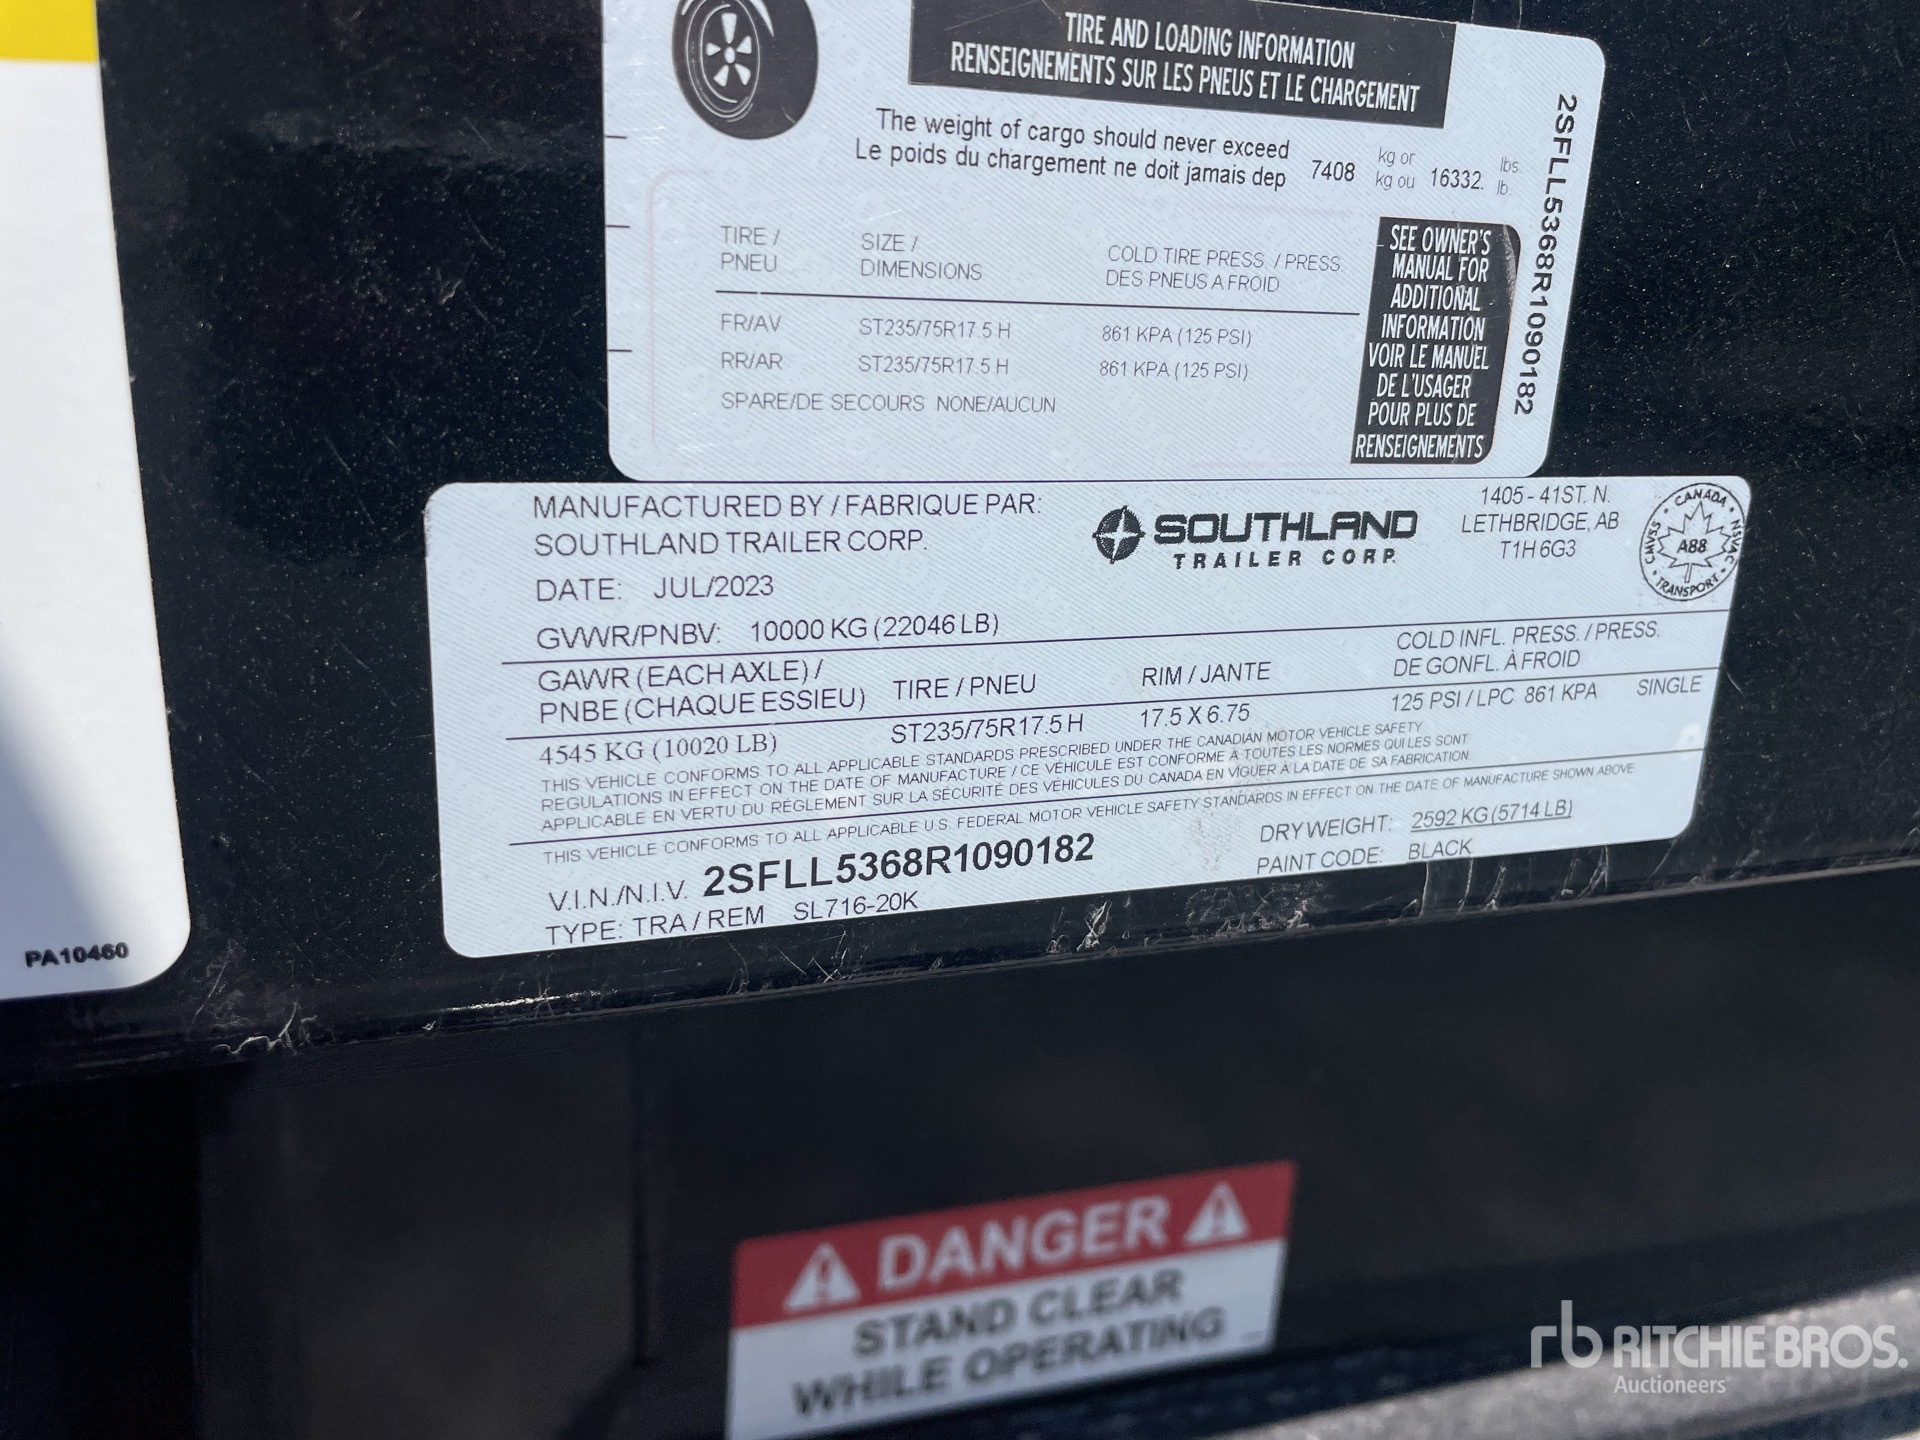 TIRE AND LOADING INFORMATION
RENSEIGNEMENTS SUR LES PNEUS ET LE CHARGEMENT
The weight of cargo should never exceed
Le poids du chargement ne doit jamais dep
7408
kg or
kg ou
16332.
lbs.
lb.
TIRE /
PNEU
SIZE /
DIMENSIONS
COLD TIRE PRESS. / PRESS.
DES PNEUS A FROID
FR/AV ST235/75R17.5 H 861 KPA (125 PSI)
RR/AR ST235/75R17.5 H 861 KPA (125 PSI)
SPARE/DE SECOURS NONE/AUCUN
SEE OWNER'S
MANUAL FOR
ADDITIONAL
INFORMATION
VOIR LE MANUEL
DE L'USAGER
POUR PLUS DE
RENSEIGNEMENTS
2SFLL5368R1090182
MANUFACTURED BY / FABRIQUE PAR:
SOUTHLAND TRAILER CORP.
SOUTHLAND
TRAILER CORP.
1405 - 41ST. N.
LETHBRIDGE, AB
T1H 6G3
CANADA
CMVSS
NSVAC
A88
TRANSPORT
DATE: JUL/2023
GVWR/PNBV: 10000 KG (22046 LB)
GAWR (EACH AXLE) /
PNBE (CHAQUE ESSIEU)
TIRE / PNEU
RIM / JANTE
COLD INFL. PRESS. / PRESS.
DE GONFL. À FROID
4545 KG (10020 LB) ST235/75R17.5 H 17.5 X 6.75 125 PSI / LPC 861 KPA SINGLE
THIS VEHICLE CONFORMS TO ALL APPLICABLE STANDARDS PRESCRIBED UNDER THE CANADIAN MOTOR VEHICLE SAFETY
REGULATIONS IN EFFECT ON THE DATE OF MANUFACTURE / CE VÉHICULE EST CONFORME À TOUTES LES NORMES QUI LES SONT
APPLICABLE EN VERTU DU RÉGLEMENT SUR LA SÉCURITÉ DES VÉHICULES DU CANADA EN VIGUER À LA DATE DE SA FABRICATION.
THIS VEHICLE CONFORMS TO ALL APPLICABLE U.S. FEDERAL MOTOR VEHICLE SAFETY STANDARDS IN EFFECT ON THE DATE OF MANUFACTURE SHOWN ABOVE
V.I.N./N.I.V. 2SFLL5368R1090182
DRY WEIGHT: 2592 KG (5714 LB)
TYPE: TRA / REM SL716-20K
PAINT CODE: BLACK
PA10460
DANGER
STAND CLEAR
WHILE OPERATING
rb RITCHIE BROS.
Auctioneers